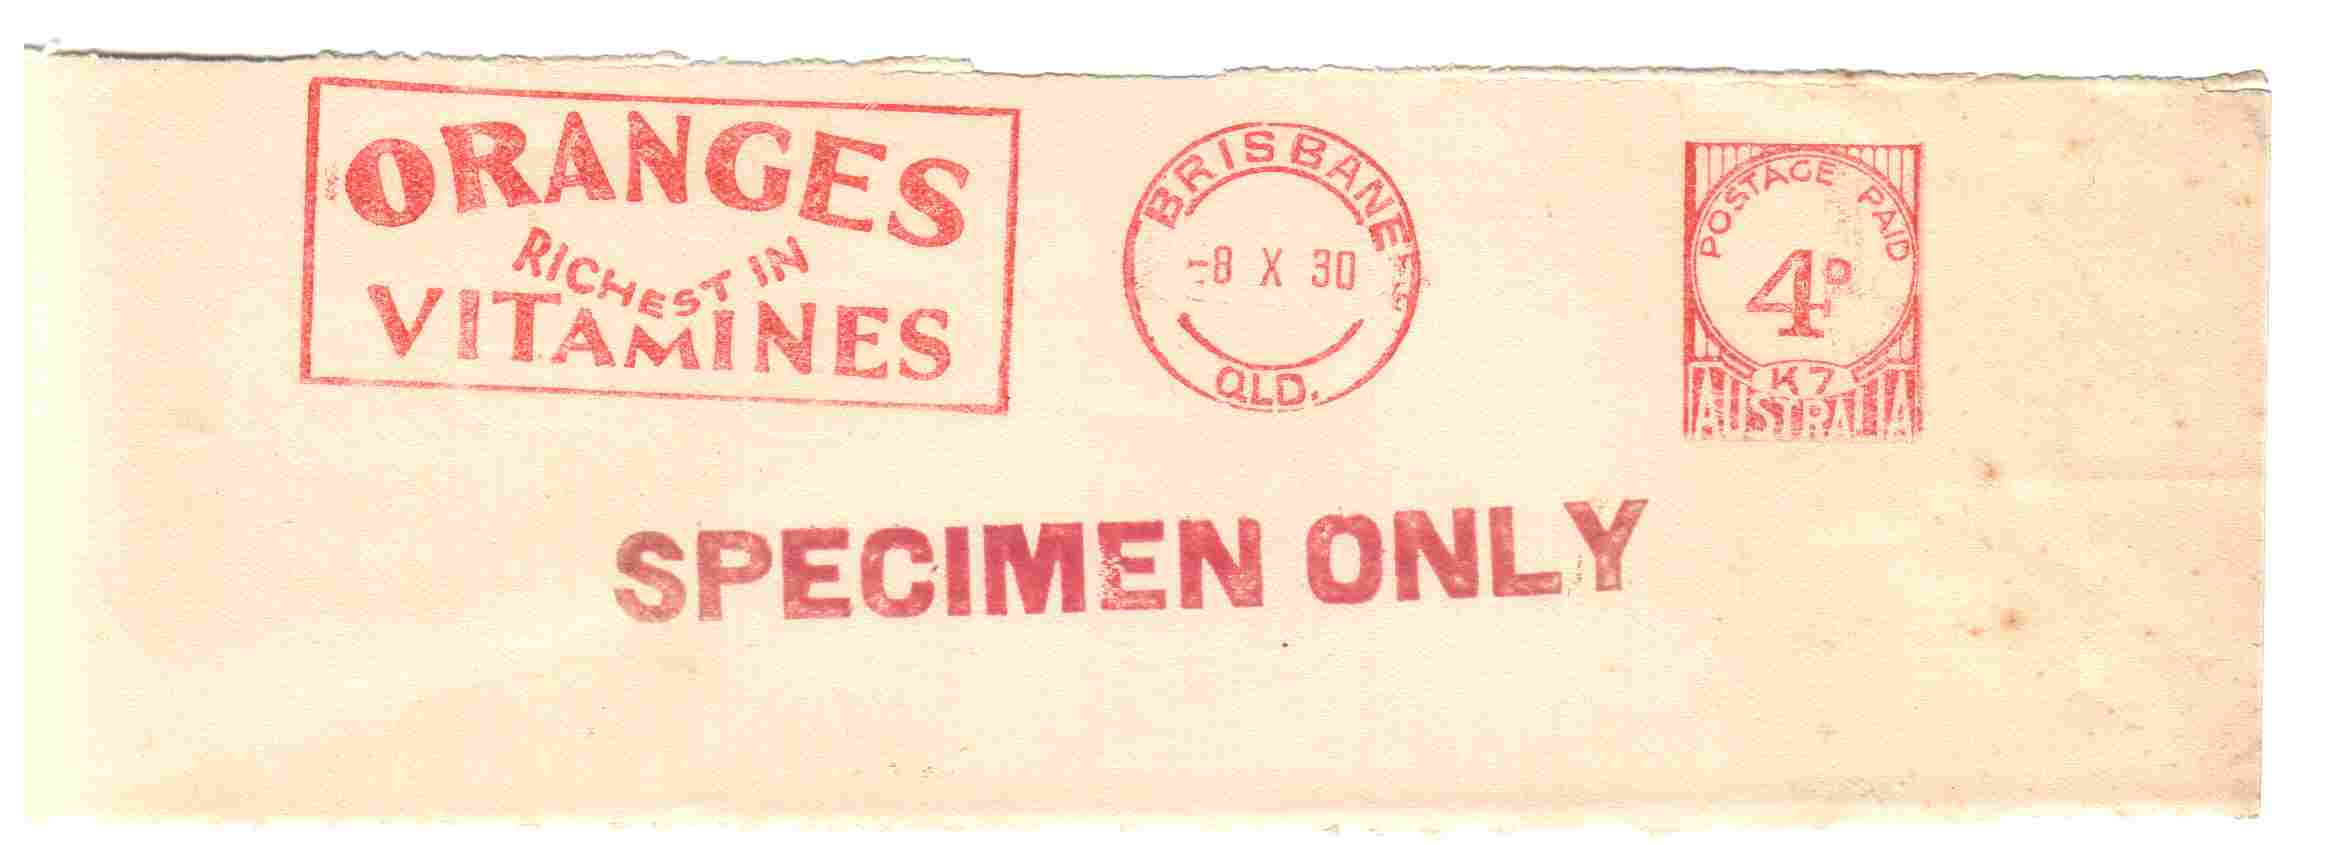 ORANGES
RICHEST IN
VITAMINES
BRISBANE
-8 X 30
QLD.
POSTAGE PAID
4D
K7
AUSTRALIA
SPECIMEN ONLY